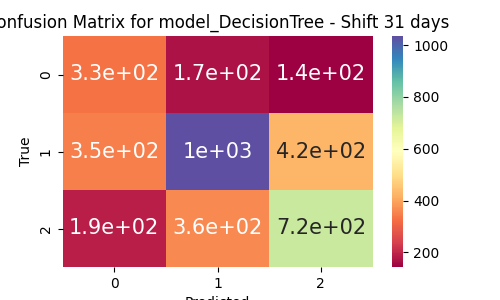 onfusion Matrix for model_DecisionTree - Shift 31 days
0 3.3e+02 1.7e+02 1.4e+02
1 3.5e+02 1e+03 4.2e+02
2 1.9e+02 3.6e+02 7.2e+02
True
0 1 2
Predicted
1000
800
600
400
200